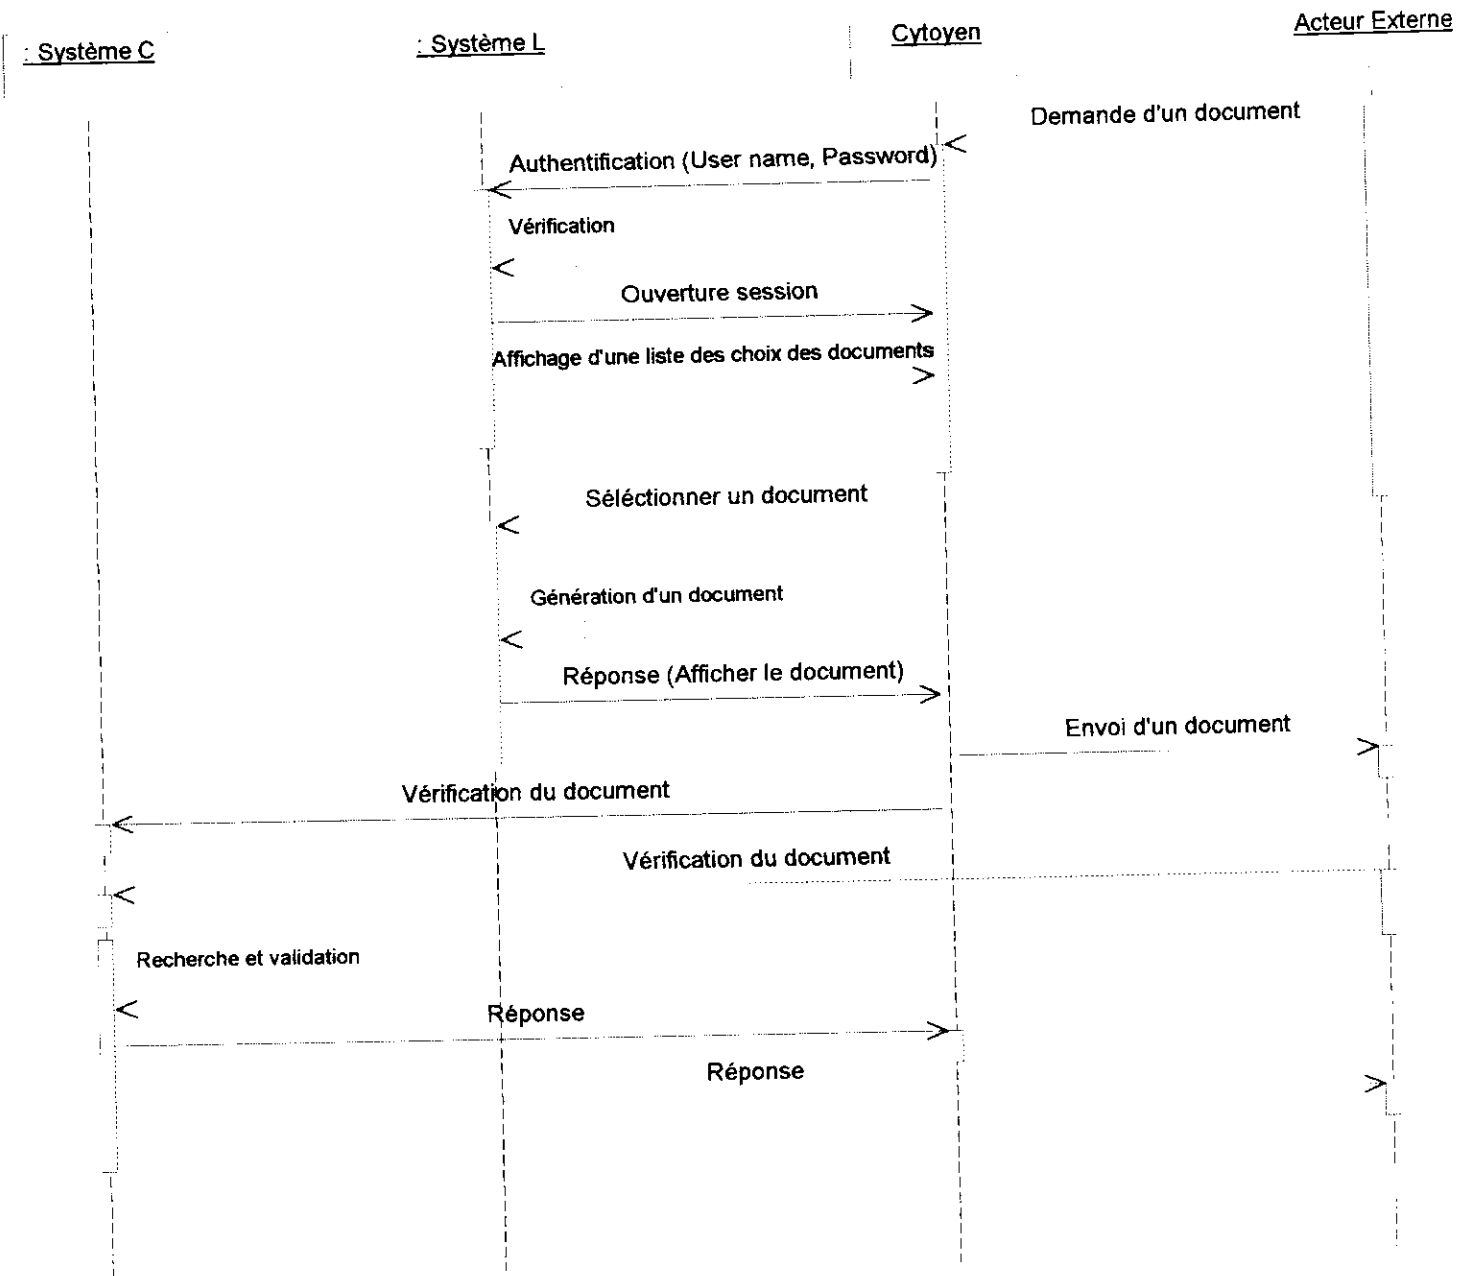 : Système C
: Système L
Cytoyen
Acteur Externe
Demande d'un document
Authentification (User name, Password)
Vérification
Ouverture session
Affichage d'une liste des choix des documents
Séléctionner un document
Génération d'un document
Réponse (Afficher le document)
Envoi d'un document
Vérification du document
Vérification du document
Recherche et validation
Réponse
Réponse